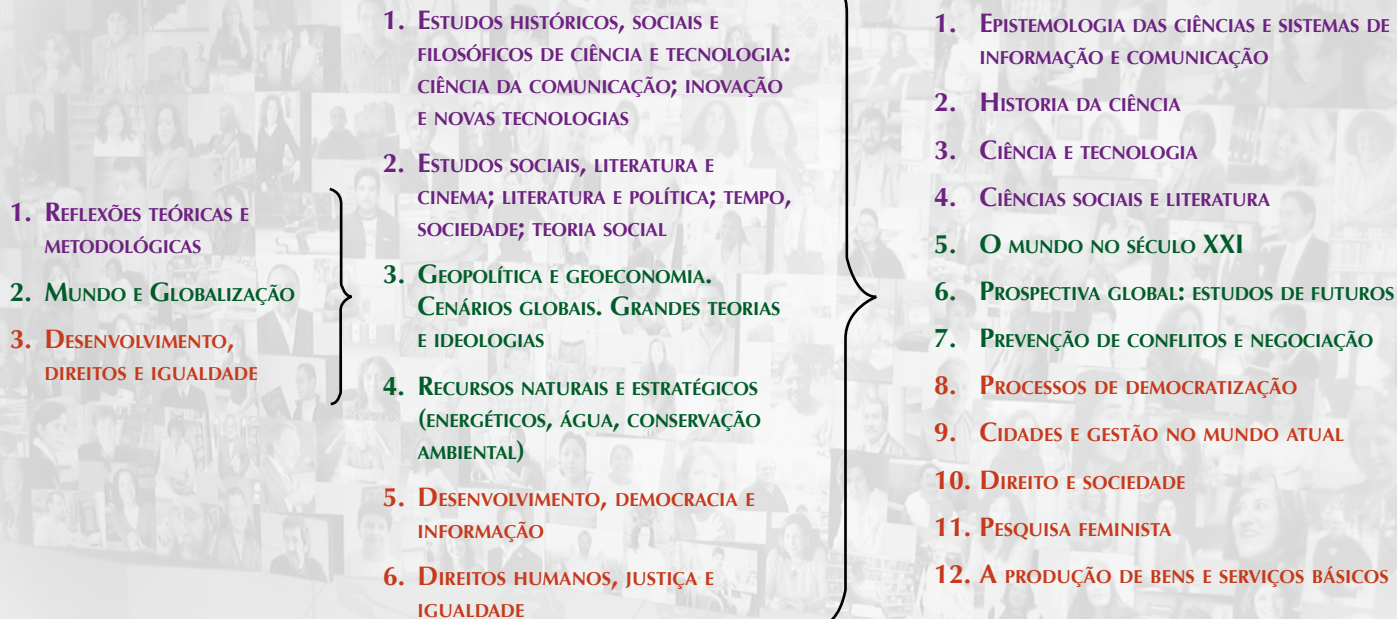 1. Reflexões teóricas e
metodológicas
2. Mundo e Globalização
3. Desenvolvimento,
direitos e igualdade
1. Estudos históricos, sociais e
filosóficos de ciência e tecnologia:
ciência da comunicação; inovação
e novas tecnologias
2. Estudos sociais, literatura e
cinema; literatura e política; tempo,
sociedade; teoria social
3. Geopolítica e geoeconomia.
Cenários globais. Grandes teorias
e ideologias
4. Recursos naturais e estratégicos
(energéticos, água, conservação
ambiental)
5. Desenvolvimento, democracia e
informação
6. Direitos humanos, justiça e
igualdade
1. Epistemologia das ciências e sistemas de
informação e comunicação
2. Historia da ciência
3. Ciência e tecnologia
4. Ciências sociais e literatura
5. O mundo no século XXI
6. Prospectiva global: estudos de futuros
7. Prevenção de conflitos e negociação
8. Processos de democratização
9. Cidades e gestão no mundo atual
10. Direito e sociedade
11. Pesquisa feminista
12. A produção de bens e serviços básicos